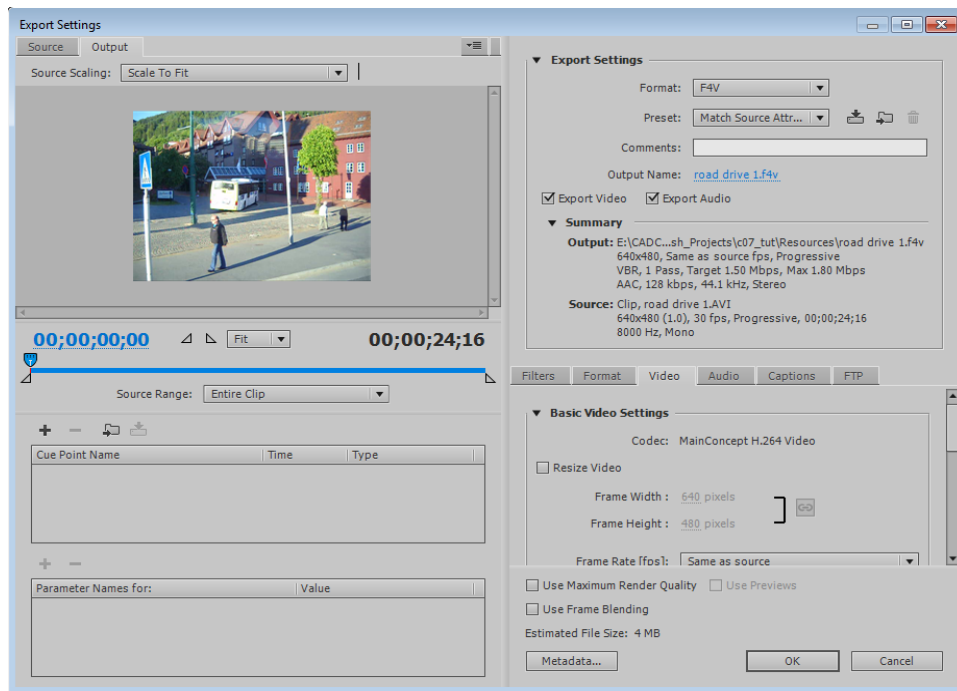 Export Settings
Source Output
Source Scaling: Scale To Fit
00;00;00;00 Fit 00;00;24;16
Source Range: Entire Clip
Cue Point Name Time Type
Parameter Names for: Value
Export Settings
Format: F4V
Preset: Match Source Attr...
Comments:
Output Name: road drive 1.f4v
Export Video Export Audio
Summary
Output: E:\CADC...sh_Projects\c07_tut\Resources\road drive 1.f4v
640x480, Same as source fps, Progressive
VBR, 1 Pass, Target 1.50 Mbps, Max 1.80 Mbps
AAC, 128 kbps, 44.1 kHz, Stereo
Source: Clip, road drive 1.AVI
640x480 (1.0), 30 fps, Progressive, 00;00;24;16
8000 Hz, Mono
Filters Format Video Audio Captions FTP
Basic Video Settings
Codec: MainConcept H.264 Video
Resize Video
Frame Width : 640 pixels
Frame Height : 480 pixels
Frame Rate [fps]: Same as source
Use Maximum Render Quality Use Previews
Use Frame Blending
Estimated File Size: 4 MB
Metadata... OK Cancel